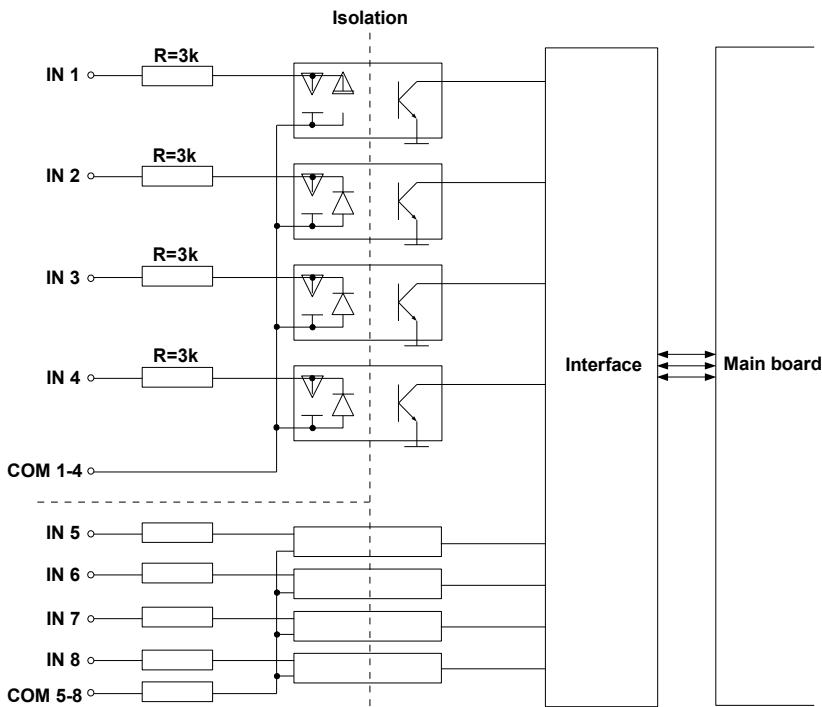 Isolation
R=3k
IN 1
R=3k
IN 2
R=3k
IN 3
R=3k
IN 4
Interface
Main board
COM 1-4
IN 5
IN 6
IN 7
IN 8
COM 5-8